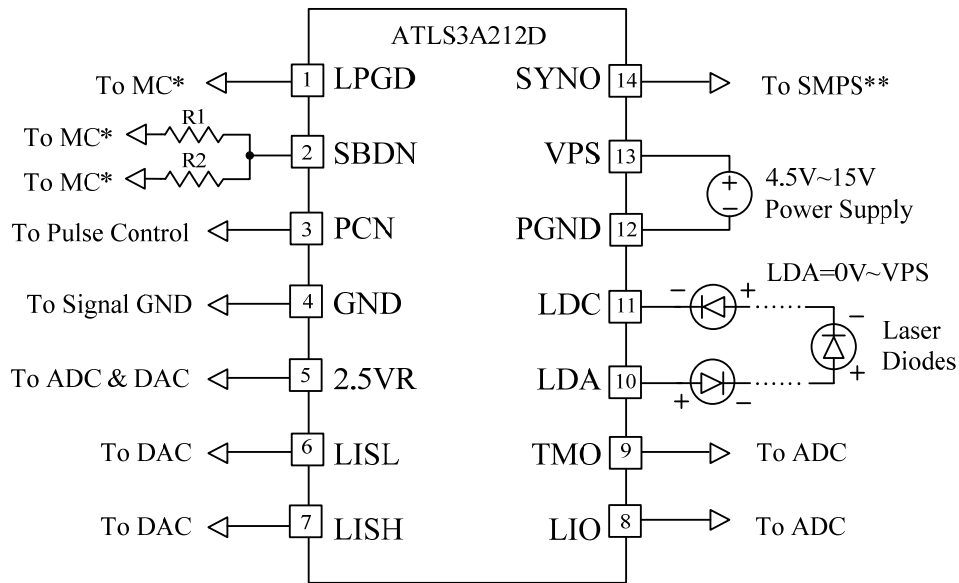 ATLS3A212D
To MC* 1 LPGD
To MC* R1
To MC* R2
2 SBDN
To Pulse Control 3 PCN
To Signal GND 4 GND
To ADC & DAC 5 2.5VR
To DAC 6 LISL
To DAC 7 LISH
SYNO 14 To SMPS**
VPS 13
+
−
4.5V~15V
Power Supply
PGND 12
LDA=0V~VPS
LDC 11 − +
−
+
Laser
Diodes
LDA 10 + −
TMO 9 To ADC
LIO 8 To ADC